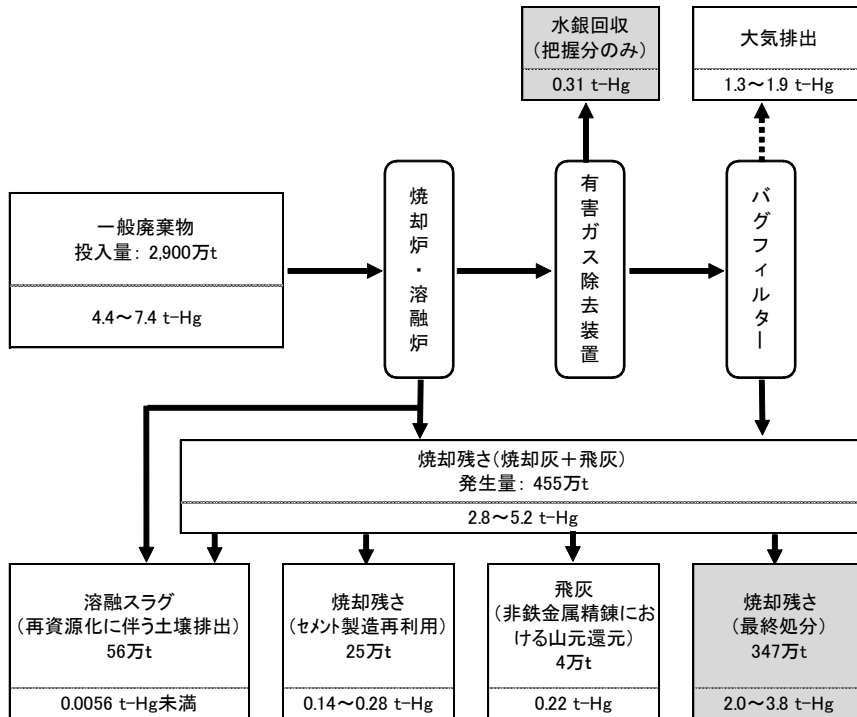 水銀回収
（把握分のみ）
0.31 t-Hg
大気排出
1.3～1.9 t-Hg
一般廃棄物
投入量： 2,900万t
4.4～7.4 t-Hg
焼却炉・溶融炉
有害ガス除去装置
バグフィルター
焼却残さ（焼却灰＋飛灰）
発生量： 455万t
2.8～5.2 t-Hg
溶融スラグ
（再資源化に伴う土壌排出）
56万t
0.0056 t-Hg未満
焼却残さ
（セメント製造再利用）
25万t
0.14～0.28 t-Hg
飛灰
（非鉄金属精錬にお
ける山元還元）
4万t
0.22 t-Hg
焼却残さ
（最終処分）
347万t
2.0～3.8 t-Hg